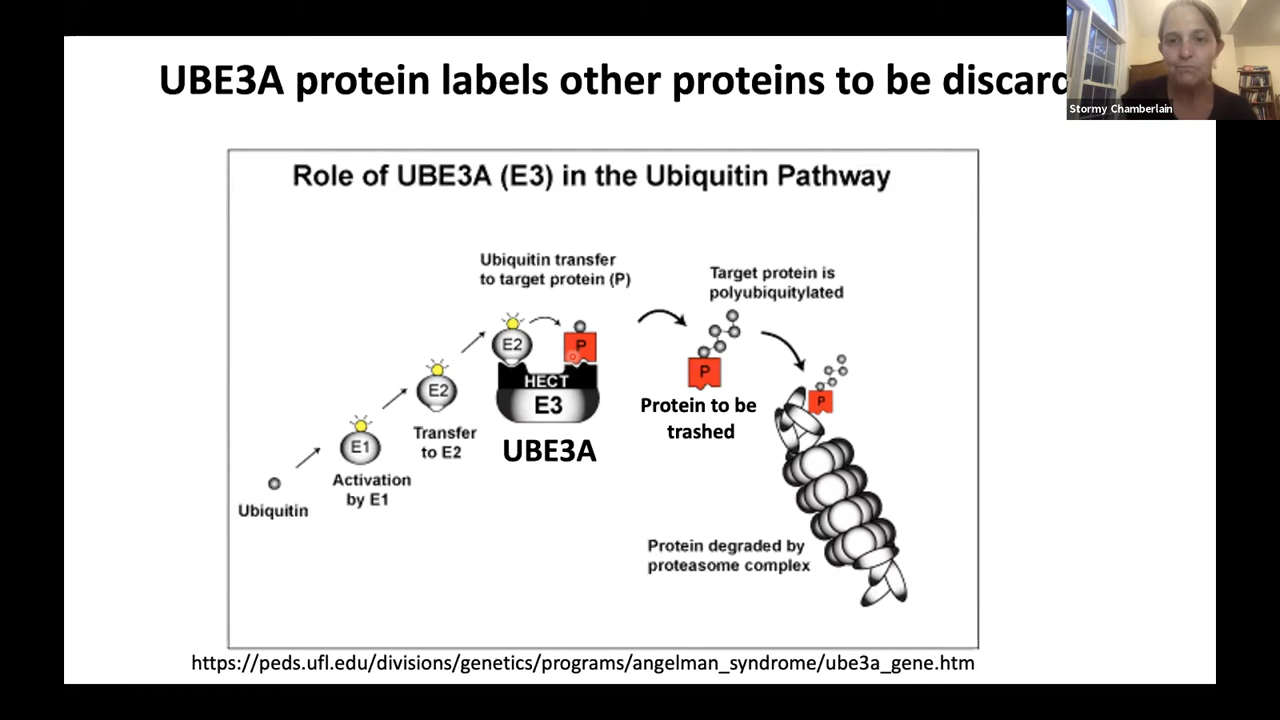 UBE3A protein labels other proteins to be discard
Stormy Chamberlain
Role of UBE3A (E3) in the Ubiquitin Pathway
Ubiquitin transfer
to target protein (P)
Target protein is
polyubiquitylated
E2
P
HECT
E3
UBE3A
E2
Transfer
to E2
E1
Activation
by E1
Ubiquitin
P
Protein to be
trashed
P
Protein degraded by
proteasome complex
https://peds.ufl.edu/divisions/genetics/programs/angelman_syndrome/ube3a_gene.htm